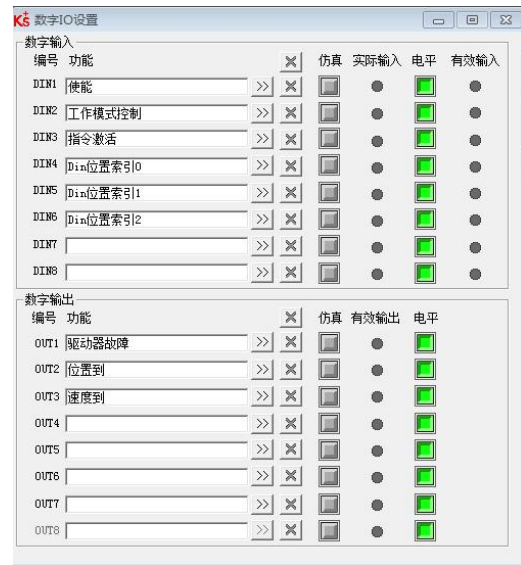 Kṡ 数字IO设置
数字输入
编号 功能 仿真 实际输入 电平 有效输入
DIN1 使能 >>
DIN2 工作模式控制 >>
DIN3 指令激活 >>
DIN4 Din位置索引0 >>
DIN5 Din位置索引1 >>
DIN6 Din位置索引2 >>
DIN7 >>
DIN8 >>
数字输出
编号 功能 仿真 有效输出 电平
OUT1 驱动器故障 >>
OUT2 位置到 >>
OUT3 速度到 >>
OUT4 >>
OUT5 >>
OUT6 >>
OUT7 >>
OUT8 >>